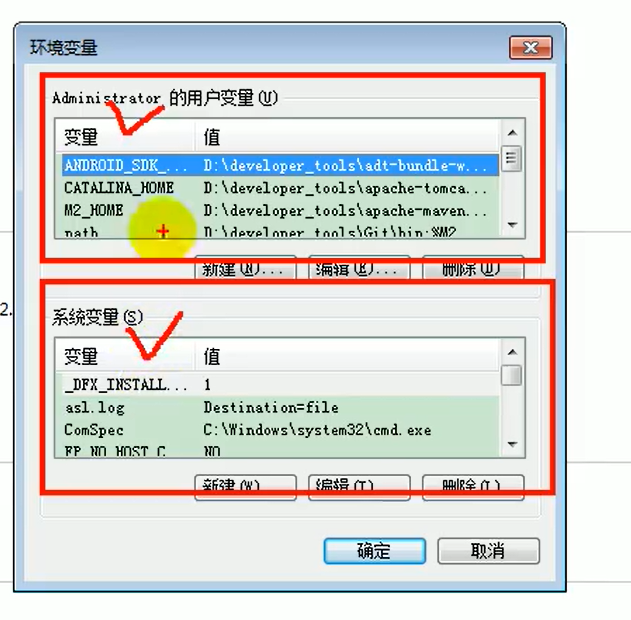 环境变量
Administrator 的用户变量(U)
变量 值
ANDROID_SDK_... D:\developer_tools\adt-bundle-w...
CATALINA_HOME D:\developer_tools\apache-tomca...
M2_HOME D:\developer_tools\apache-maven...
path D:\developer_tools\Git\bin;%M2
新建(N)... 编辑(E)... 删除(D)
2.
系统变量(S)
变量 值
_DFX_INSTALL... 1
asl.log Destination=file
ComSpec C:\Windows\system32\cmd.exe
FP_NO_HOST_C NO
新建(W) 编辑(I) 删除(L)
确定 取消